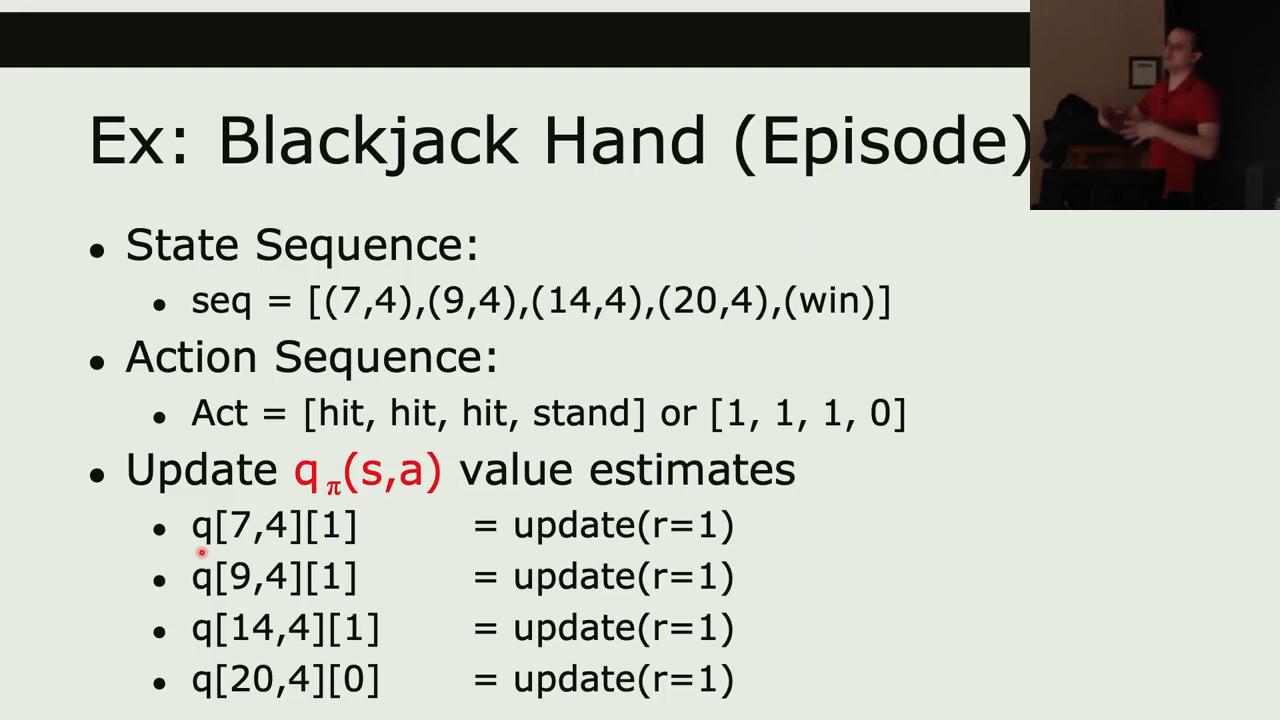 Ex: Blackjack Hand (Episode)
• State Sequence:
• seq = [(7,4),(9,4),(14,4),(20,4),(win)]
• Action Sequence:
• Act = [hit, hit, hit, stand] or [1, 1, 1, 0]
• Update qπ(s,a) value estimates
• q[7,4][1] = update(r=1)
• q[9,4][1] = update(r=1)
• q[14,4][1] = update(r=1)
• q[20,4][0] = update(r=1)